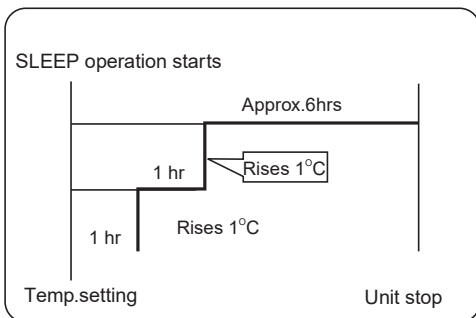 SLEEP operation starts
Approx.6hrs
1 hr
Rises 1°C
1 hr
Rises 1°C
Temp.setting
Unit stop